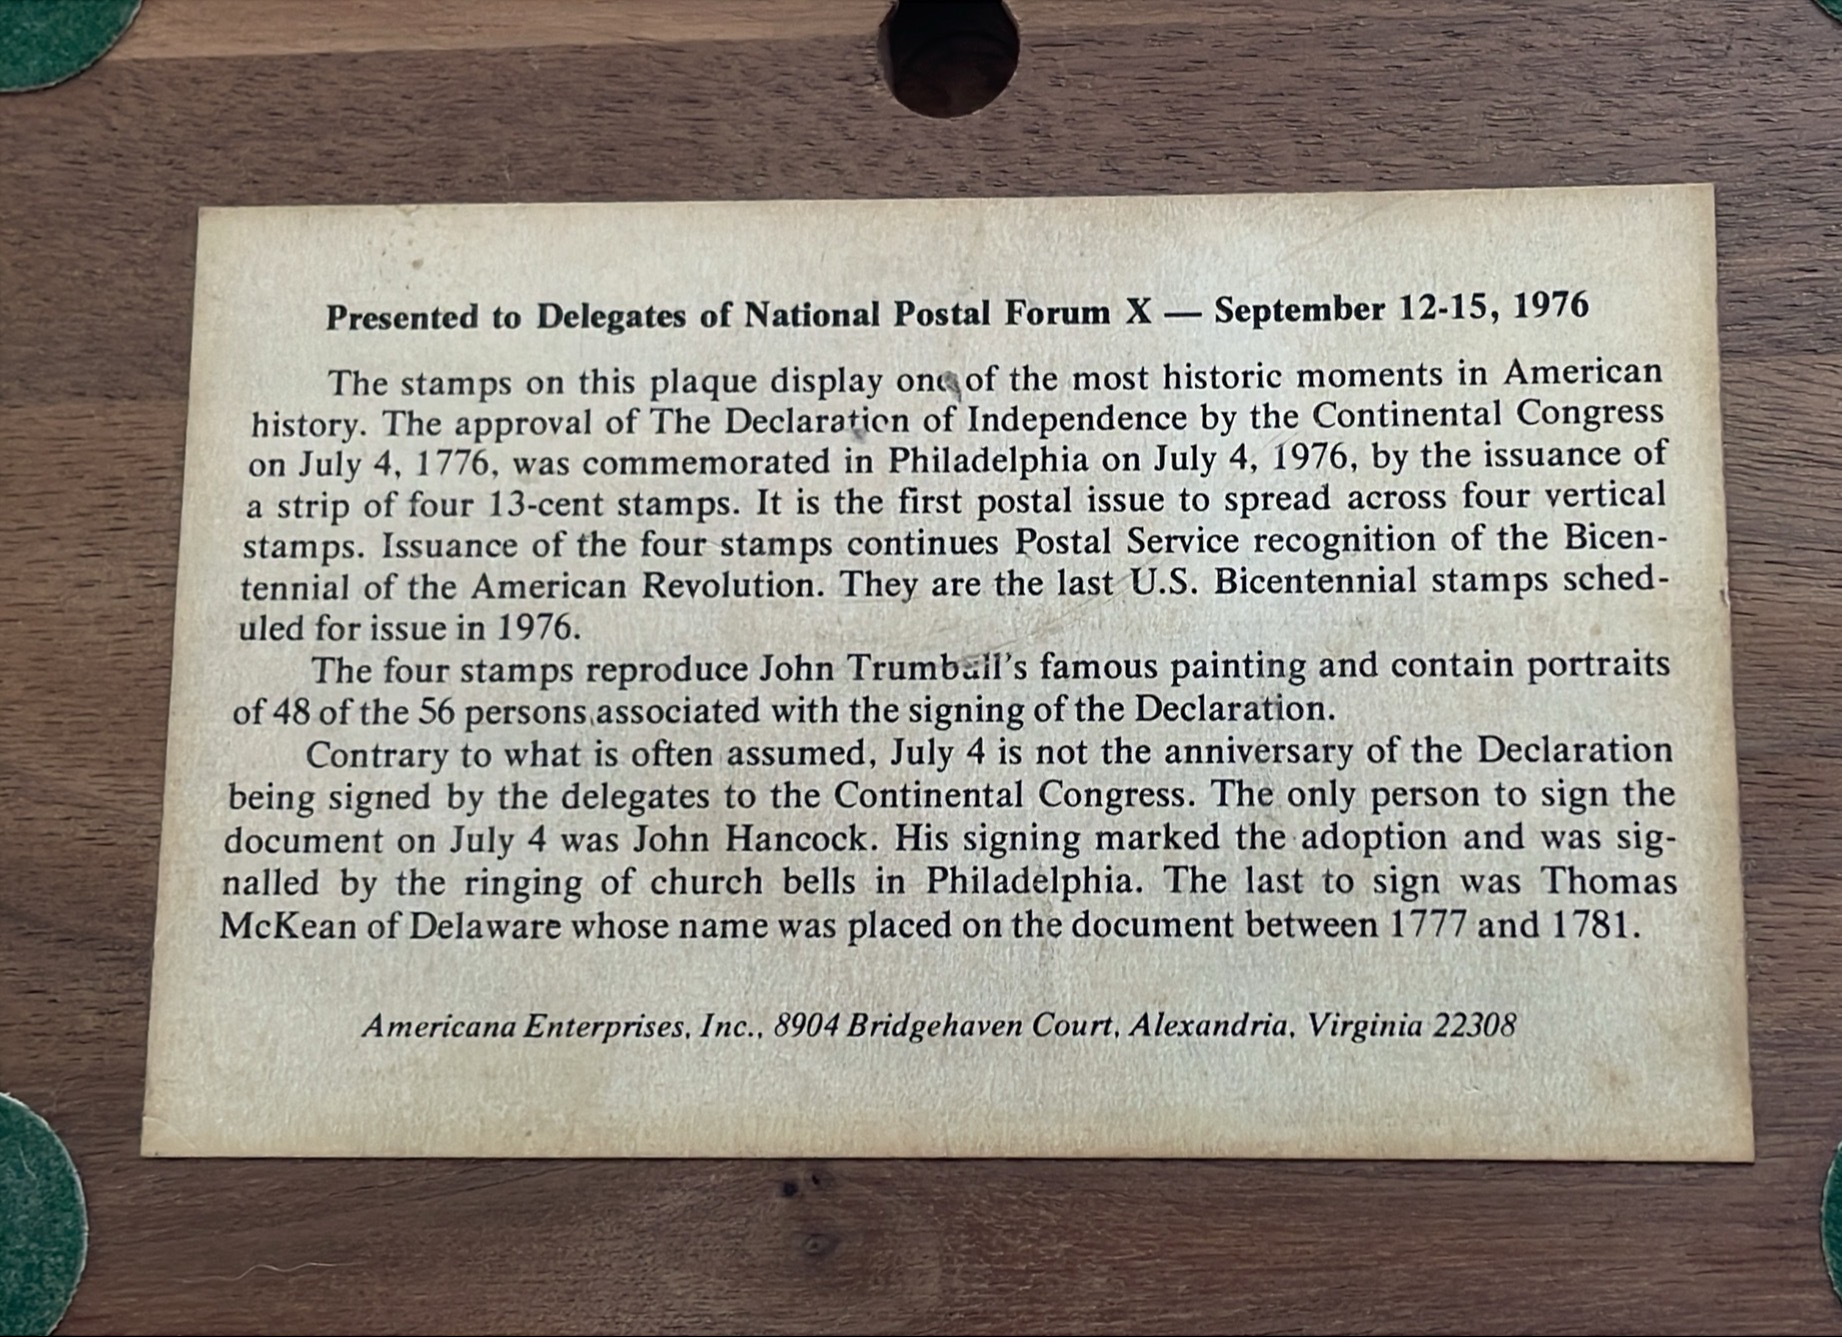 Presented to Delegates of National Postal Forum X — September 12-15, 1976
The stamps on this plaque display one of the most historic moments in American
history. The approval of The Declaration of Independence by the Continental Congress
on July 4, 1776, was commemorated in Philadelphia on July 4, 1976, by the issuance of
a strip of four 13-cent stamps. It is the first postal issue to spread across four vertical
stamps. Issuance of the four stamps continues Postal Service recognition of the Bicen-
tennial of the American Revolution. They are the last U.S. Bicentennial stamps sched-
uled for issue in 1976.
The four stamps reproduce John Trumball's famous painting and contain portraits
of 48 of the 56 persons associated with the signing of the Declaration.
Contrary to what is often assumed, July 4 is not the anniversary of the Declaration
being signed by the delegates to the Continental Congress. The only person to sign the
document on July 4 was John Hancock. His signing marked the adoption and was sig-
nalled by the ringing of church bells in Philadelphia. The last to sign was Thomas
McKean of Delaware whose name was placed on the document between 1777 and 1781.
Americana Enterprises, Inc., 8904 Bridgehaven Court, Alexandria, Virginia 22308